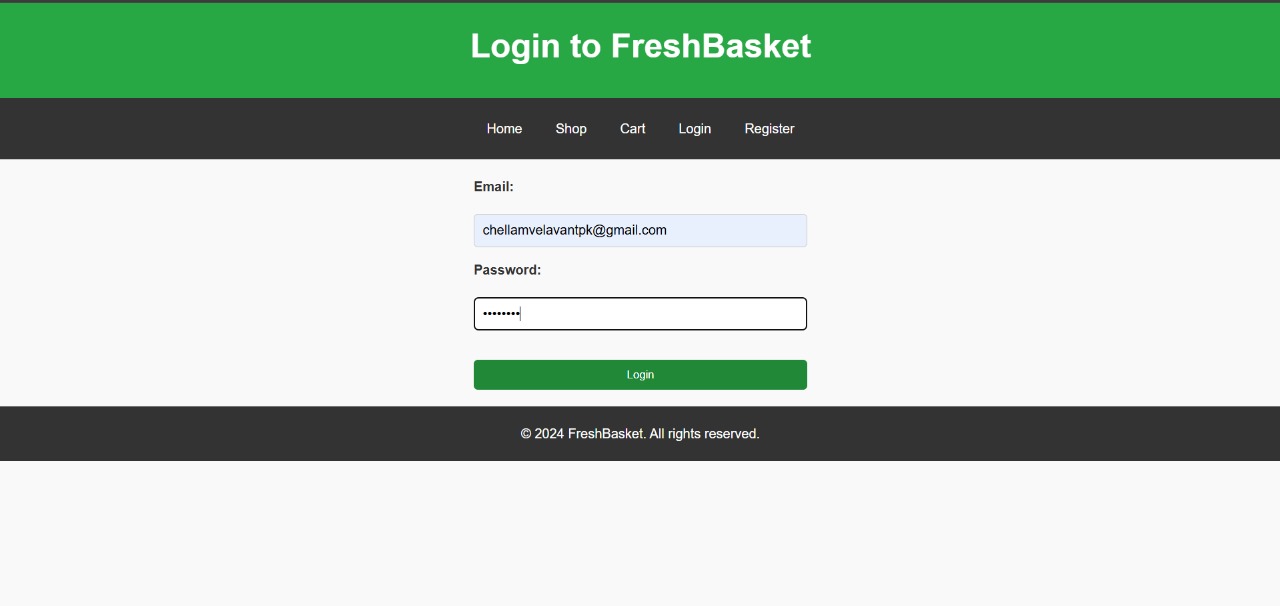 Login to FreshBasket
Home Shop Cart Login Register
Email:
chellamvelavantpk@gmail.com
Password:
••••••••
Login
© 2024 FreshBasket. All rights reserved.